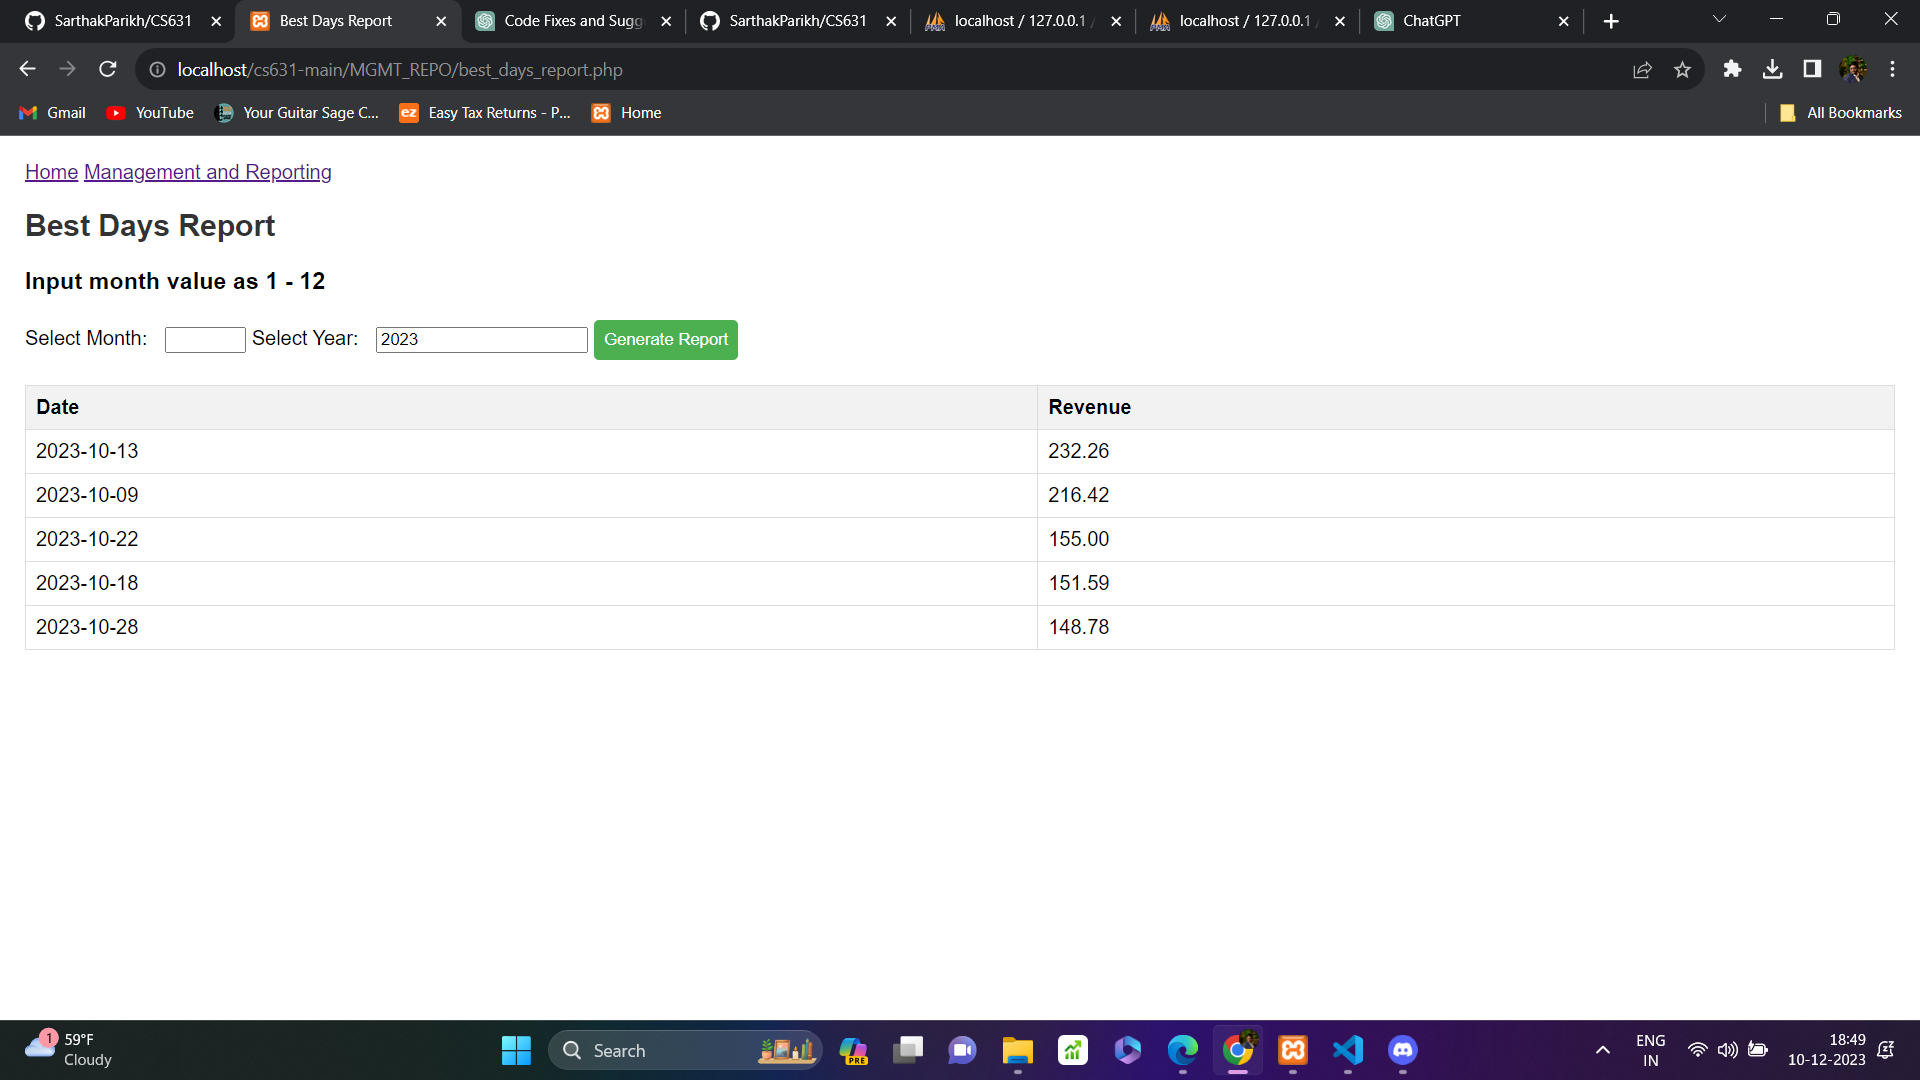 SarthakParikh/CS631
Best Days Report
Code Fixes and Sugg
SarthakParikh/CS631
localhost / 127.0.0.1
localhost / 127.0.0.1
ChatGPT
localhost/cs631-main/MGMT_REPO/best_days_report.php
Gmail
YouTube
Your Guitar Sage C...
ez
Easy Tax Returns - P...
Home
All Bookmarks
Home Management and Reporting
Best Days Report
Input month value as 1 - 12
Select Month: Select Year: 2023 Generate Report
Date Revenue
2023-10-13 232.26
2023-10-09 216.42
2023-10-22 155.00
2023-10-18 151.59
2023-10-28 148.78
1
59°F
Cloudy
Search
PRE
ENG
IN
18:49
10-12-2023